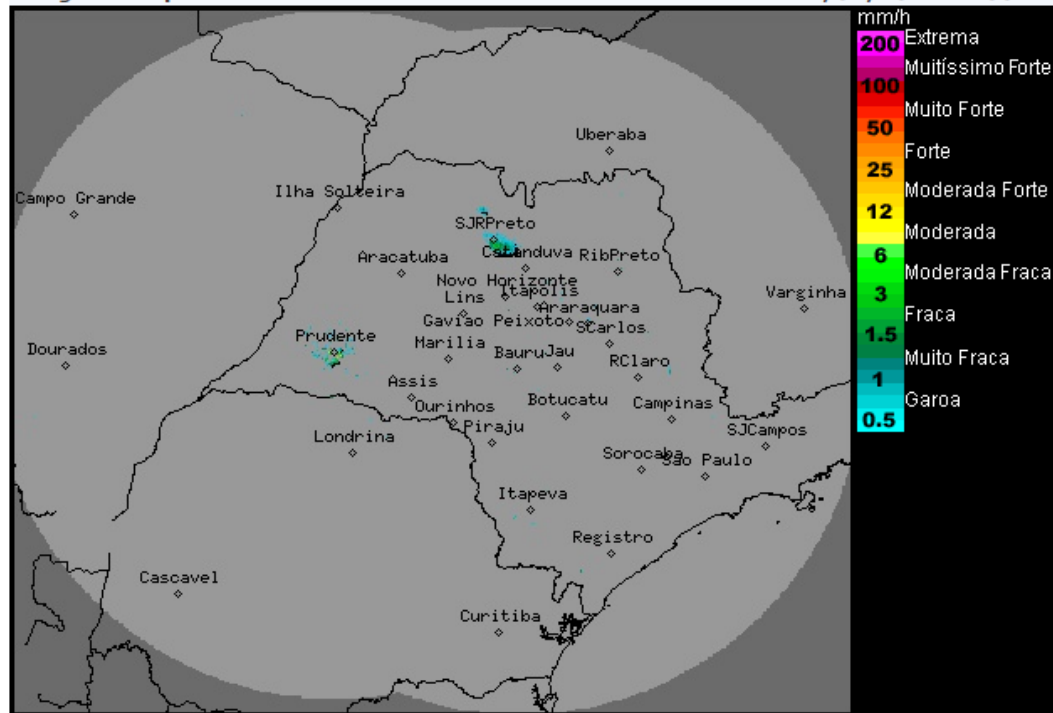 mm/h
200 Extrema
Muitíssimo Forte
100
Muito Forte
50
Forte
25
Moderada Forte
12
Moderada
6
Moderada Fraca
3
Fraca
1.5
Muito Fraca
1
Garoa
0.5
Uberaba
Campo Grande
Ilha Solteira
SJRPreto
Catanduva
Aracatuba
RibPreto
Novo Horizonte
Itapolis
Lins
Araraquara
Varginha
Gaviao Peixoto
SCarlos
Prudente
Dourados
Marilia
Bauru
Jau
RClaro
Assis
Ourinhos
Botucatu
Campinas
Piraju
Londrina
SJCampos
Sorocaba
Sao Paulo
Itapeva
Registro
Cascavel
Curitiba